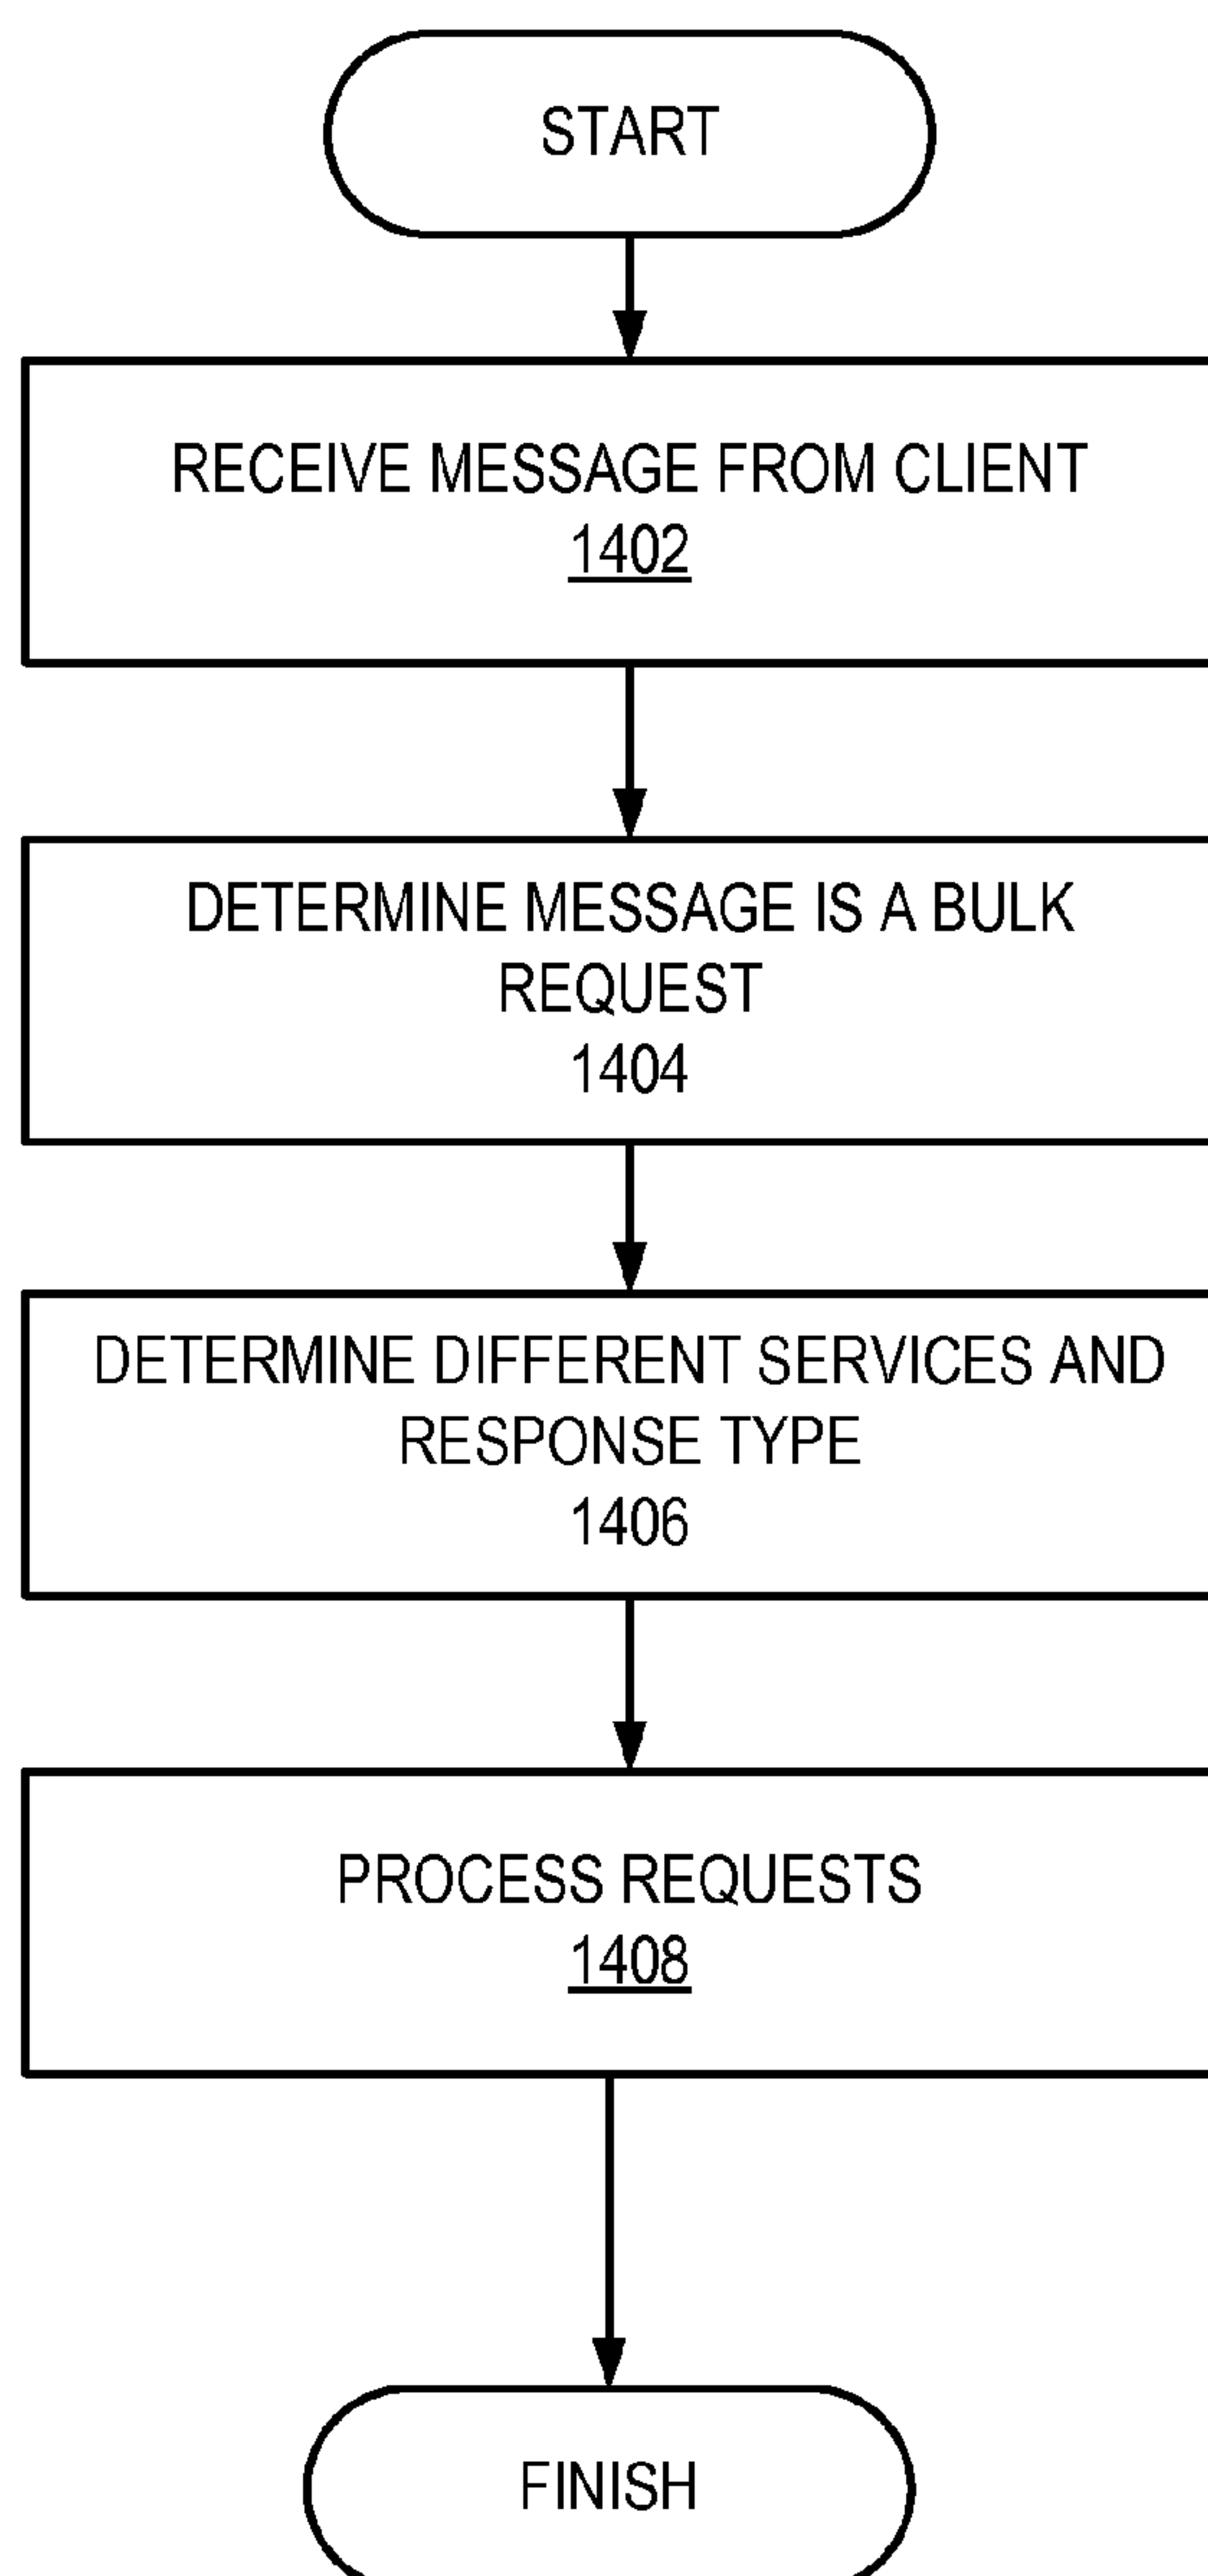 START
RECEIVE MESSAGE FROM CLIENT
1402
DETERMINE MESSAGE IS A BULK
REQUEST
1404
DETERMINE DIFFERENT SERVICES AND
RESPONSE TYPE
1406
PROCESS REQUESTS
1408
FINISH